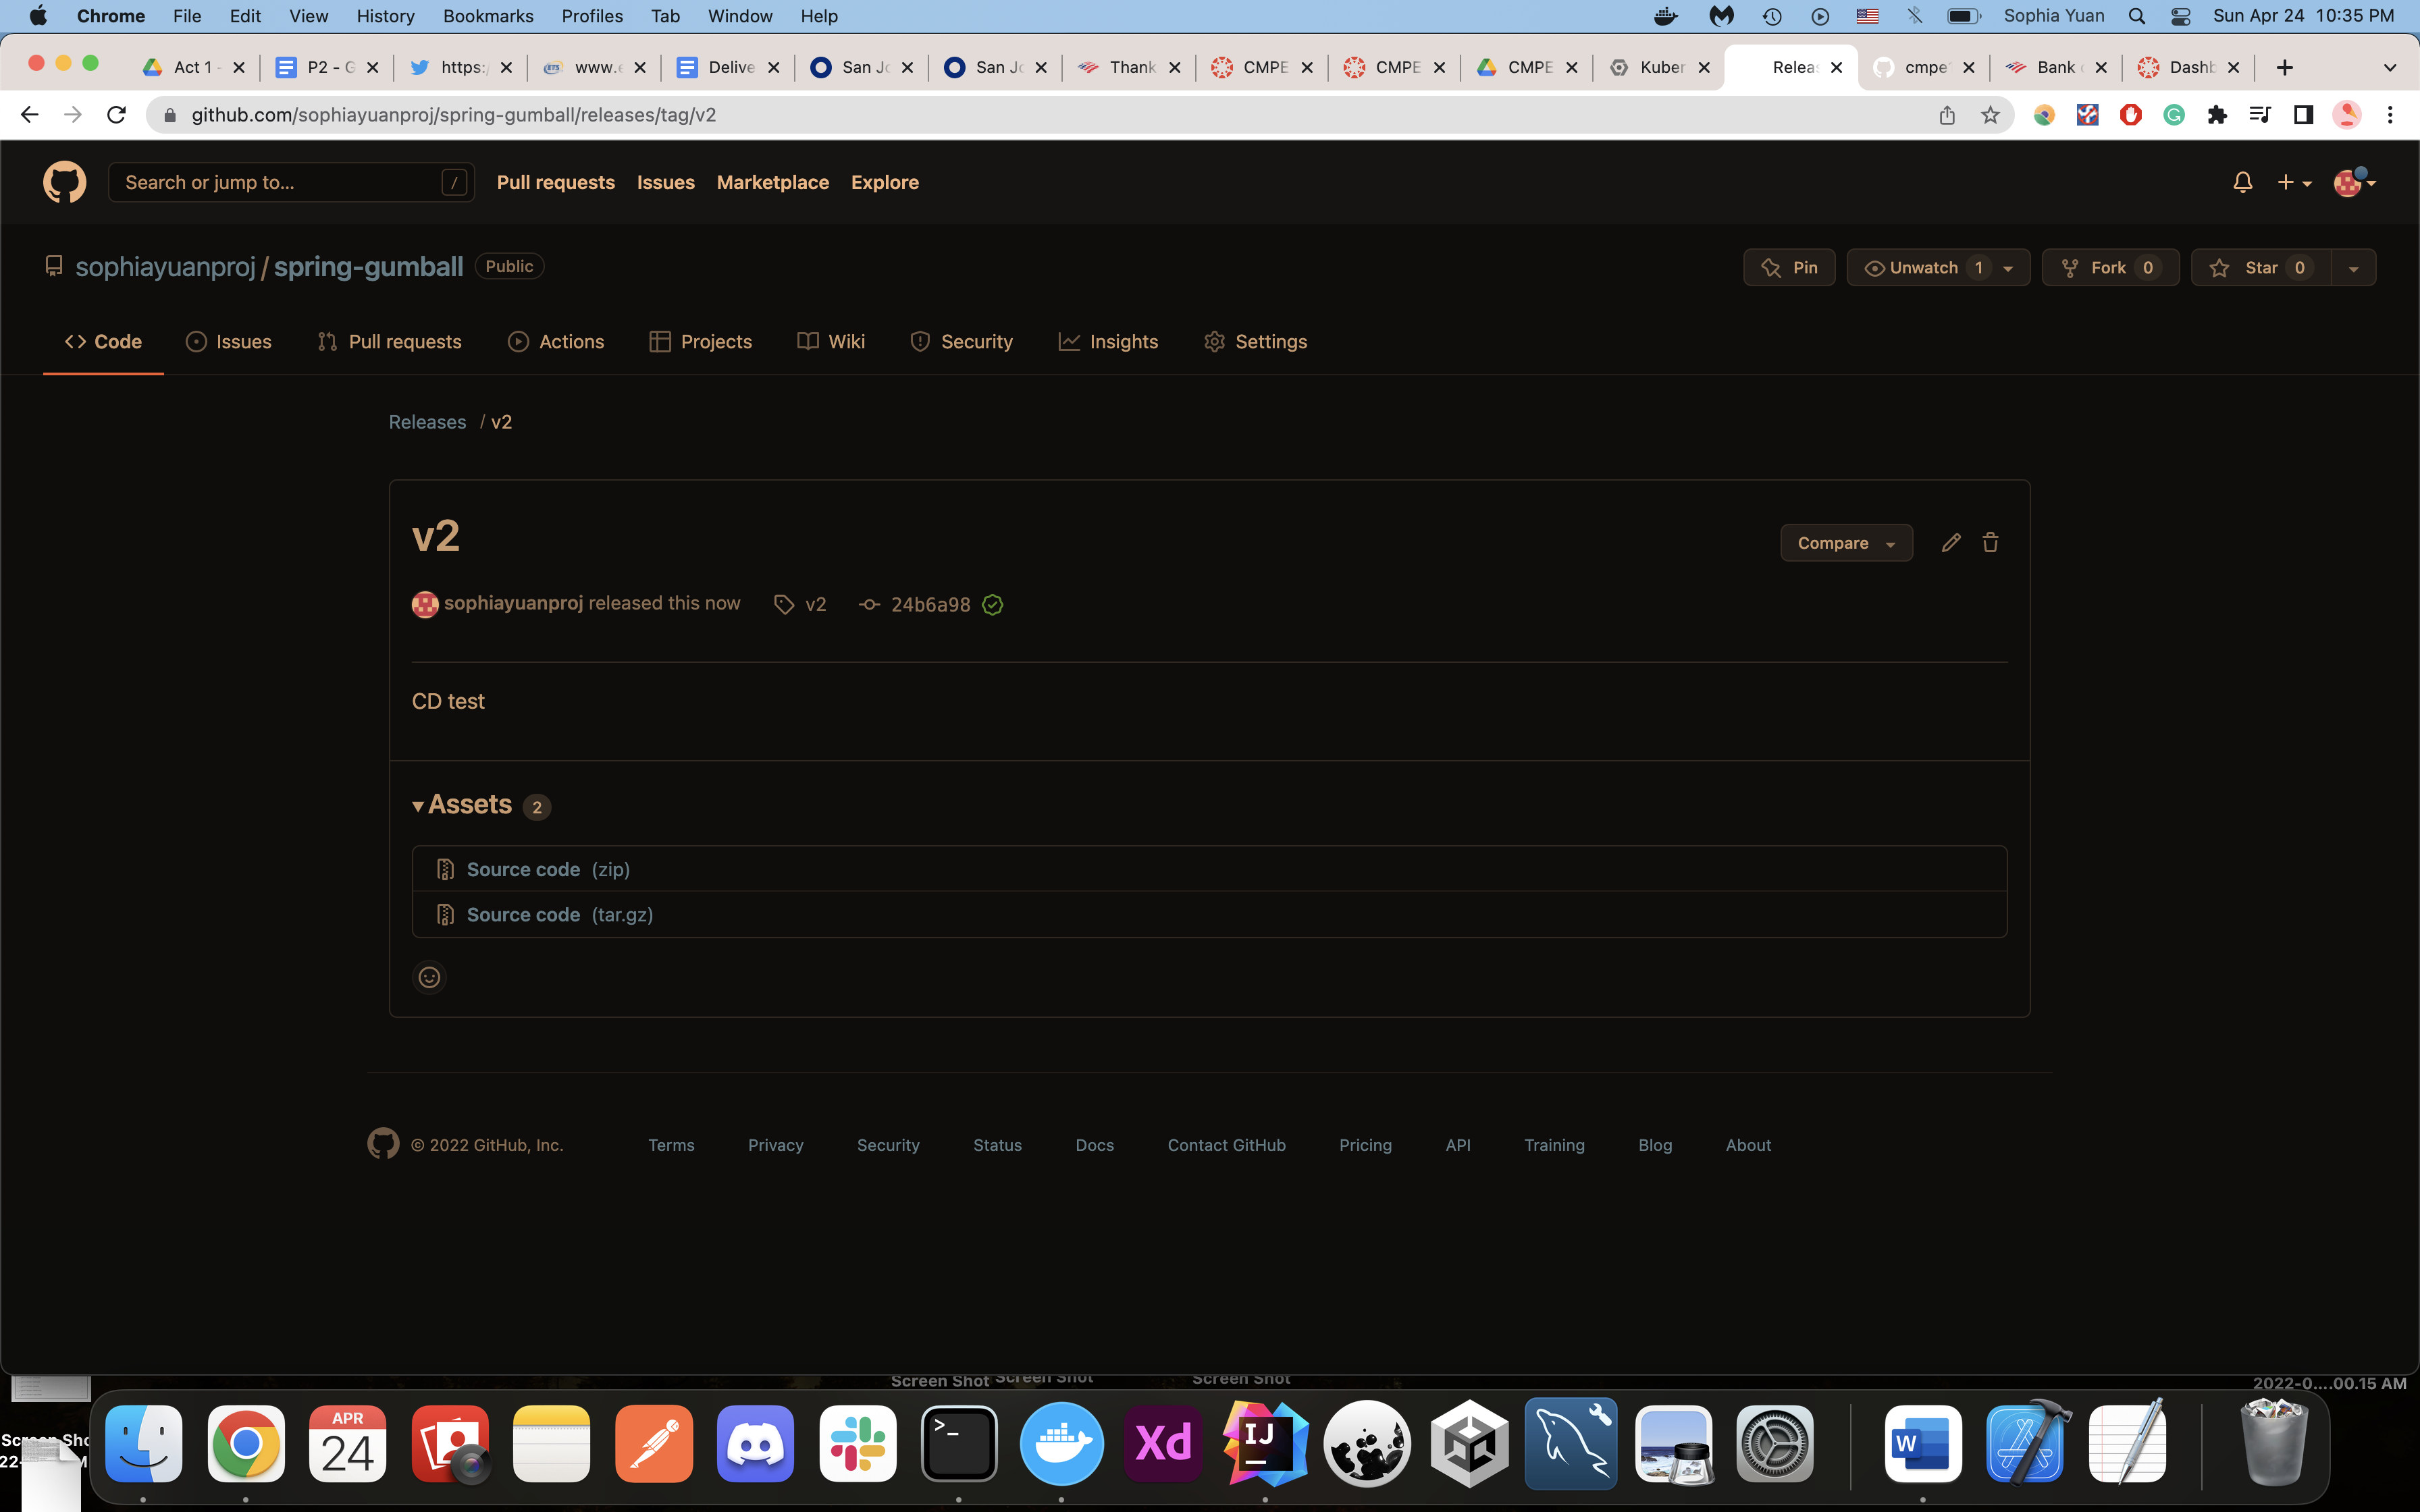 Chrome File Edit View History Bookmarks Profiles Tab Window Help Sophia Yuan Sun Apr 24 10:35 PM
Act 1 - P2 - G https:/ www.e Delive San Jo San Jo Thank CMPE CMPE CMPE Kuber Releas cmpe Bank Dashb
github.com/sophiayuanproj/spring-gumball/releases/tag/v2
Search or jump to... / Pull requests Issues Marketplace Explore
sophiayuanproj / spring-gumball Public Pin Unwatch 1 Fork 0 Star 0
Code Issues Pull requests Actions Projects Wiki Security Insights Settings
Releases / v2
v2
Compare
sophiayuanproj released this now v2 24b6a98
CD test
Assets 2
Source code (zip)
Source code (tar.gz)
© 2022 GitHub, Inc. Terms Privacy Security Status Docs Contact GitHub Pricing API Training Blog About
Screen Shot Screen Shot Screen Shot 2022-0....00.15 AM
APR
24
>_
Xd
IJ
W